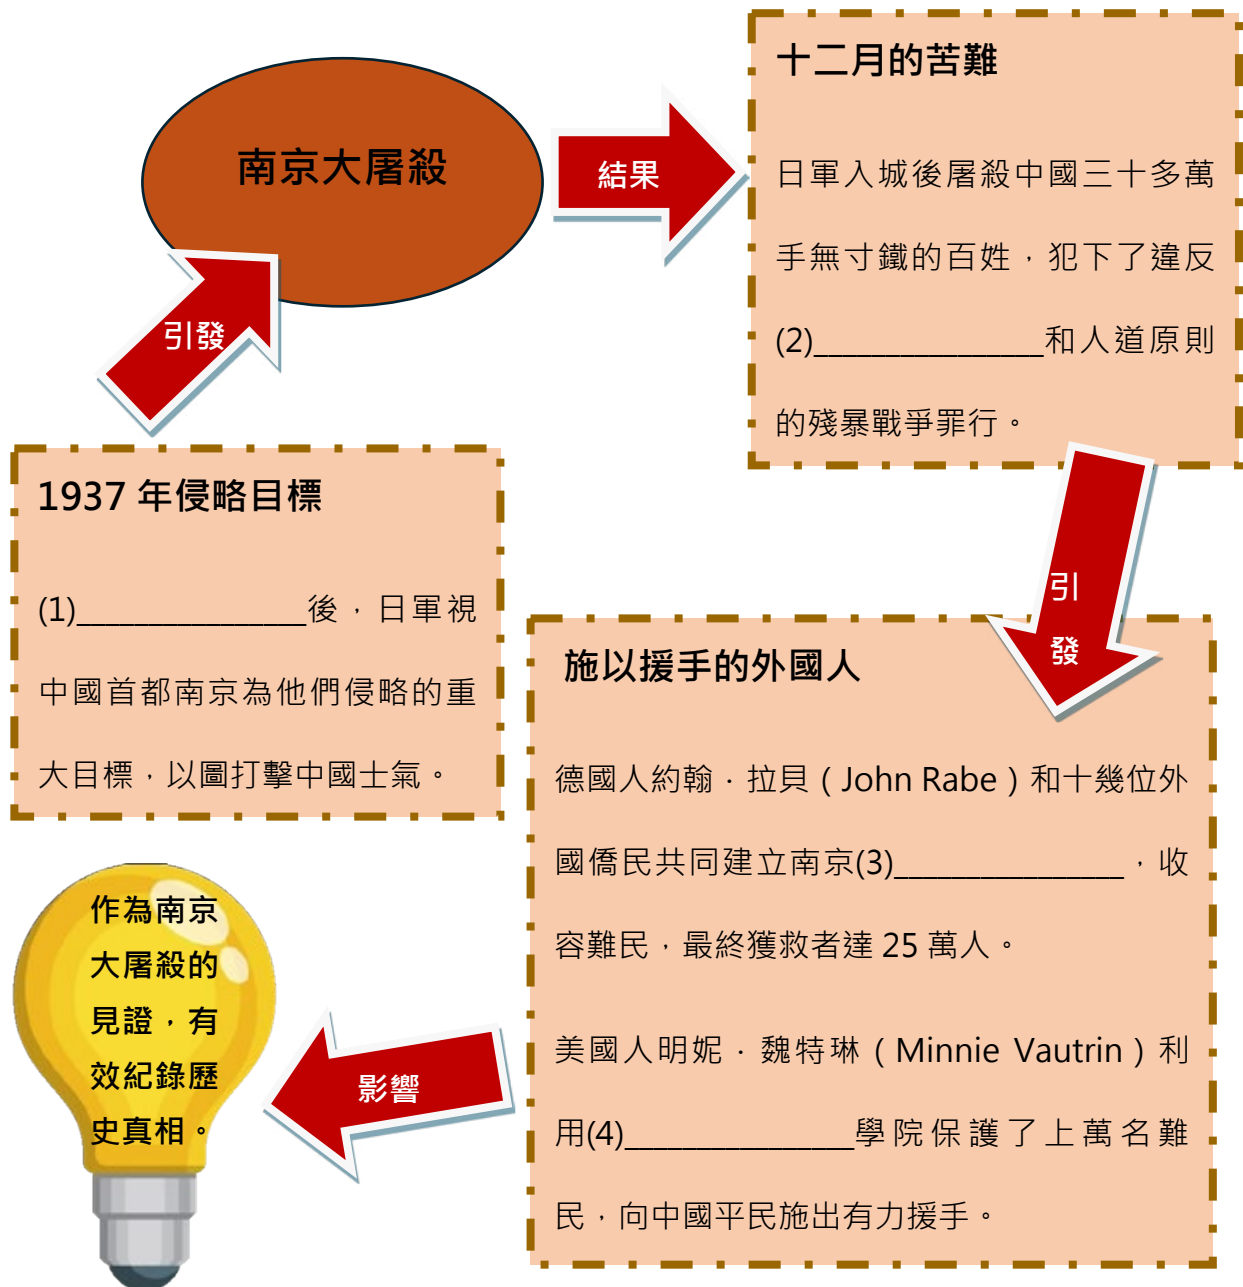 南京大屠殺
結果
十二月的苦難
日軍入城後屠殺中國三十多萬
手無寸鐵的百姓，犯下了違反
(2)________________和人道原則
的殘暴戰爭罪行。
引發
1937 年侵略目標
(1)________________後，日軍視
中國首都南京為他們侵略的重
大目標，以圖打擊中國士氣。
引
發
施以援手的外國人
德國人約翰．拉貝（John Rabe）和十幾位外
國僑民共同建立南京(3)________________，收
容難民，最終獲救者達 25 萬人。
美國人明妮．魏特琳（Minnie Vautrin）利
用(4)________________學院保護了上萬名難
民，向中國平民施出有力援手。
影響
作為南京
大屠殺的
見證，有
效紀錄歷
史真相。